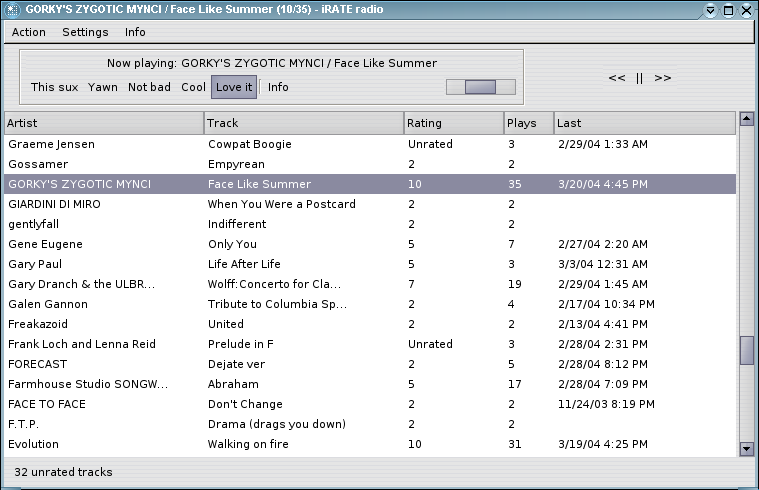 GORKY'S ZYGOTIC MYNCI / Face Like Summer (10/35) - iRATE radio
Action Settings Info
Now playing: GORKY'S ZYGOTIC MYNCI / Face Like Summer
This sux Yawn Not bad Cool Love it Info << || >>
Artist Track Rating Plays Last
Graeme Jensen Cowpat Boogie Unrated 3 2/29/04 1:33 AM
Gossamer Empyrean 2 2
GORKY'S ZYGOTIC MYNCI Face Like Summer 10 35 3/20/04 4:45 PM
GIARDINI DI MIRO When You Were a Postcard 2 2
gentlyfall Indifferent 2 2
Gene Eugene Only You 5 7 2/27/04 2:20 AM
Gary Paul Life After Life 5 3 3/3/04 12:31 AM
Gary Dranch & the ULBR... Wolff:Concerto for Cla... 7 19 2/29/04 1:45 AM
Galen Gannon Tribute to Columbia Sp... 2 4 2/17/04 10:34 PM
Freakazoid United 2 2 2/13/04 4:41 PM
Frank Loch and Lenna Reid Prelude in F Unrated 3 2/28/04 2:31 PM
FORECAST Dejate ver 2 5 2/28/04 8:12 PM
Farmhouse Studio SONGW... Abraham 5 17 2/28/04 7:09 PM
FACE TO FACE Don't Change 2 2 11/24/03 8:19 PM
F.T.P. Drama (drags you down) 2 2
Evolution Walking on fire 10 31 3/19/04 4:25 PM
32 unrated tracks